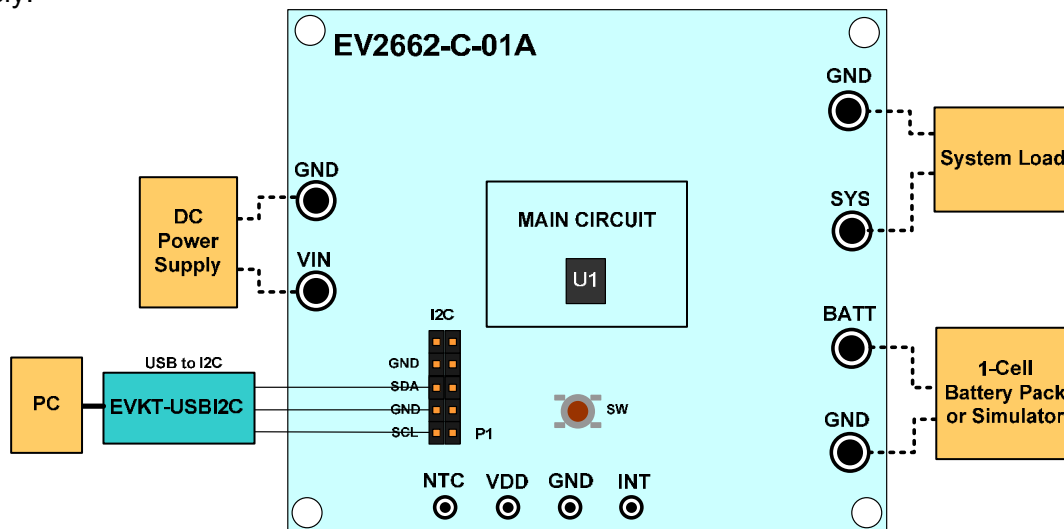 EV2662-C-01A
GND
System Load
SYS
GND
DC
Power
Supply
VIN
MAIN CIRCUIT
U1
I2C
BATT
1-Cell
Battery Pack
or Simulator
GND
USB to I2C
PC
EVKT-USBI2C
GND
SDA
GND
SCL
P1
SW
NTC VDD GND INT